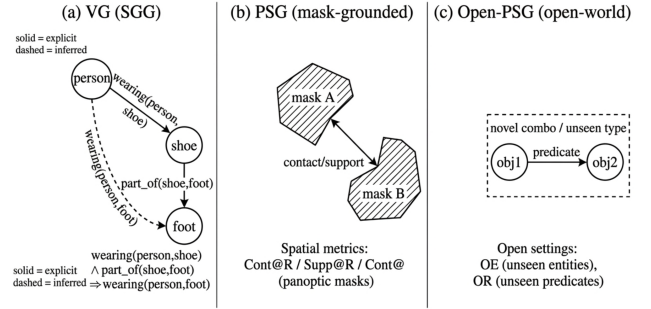 (a) VG (SGG)
solid = explicit
dashed = inferred
person
wearing(person,
shoe)
wearing(person,foot)
shoe
part_of(shoe,foot)
foot
wearing(person,shoe)
∧ part_of(shoe,foot)
⇒ wearing(person,foot)
solid = explicit
dashed = inferred
(b) PSG (mask-grounded)
mask A
contact/support
mask B
Spatial metrics:
Cont@R / Supp@R / Cont@
(panoptic masks)
(c) Open-PSG (open-world)
novel combo / unseen type
obj1
predicate
obj2
Open settings:
OE (unseen entities),
OR (unseen predicates)